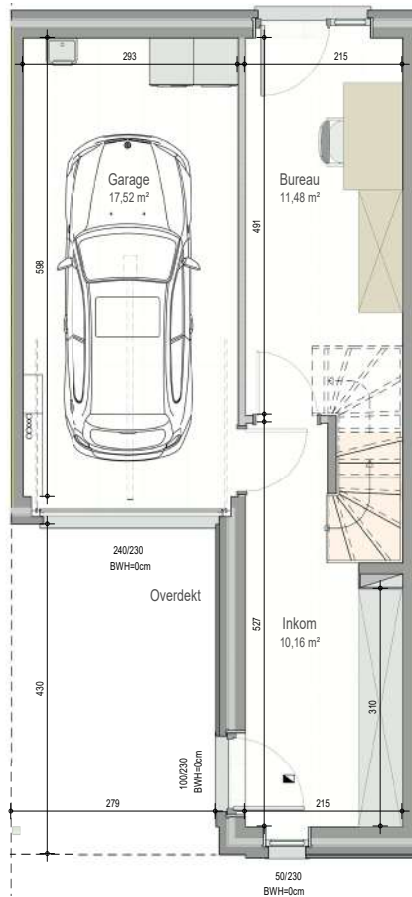 293
215
Garage
17,52 m²
Bureau
11,48 m²
491
598
240/230
BWH=0cm
Overdekt
Inkom
10,16 m²
527
430
310
100/230
BWH=0cm
279
215
50/230
BWH=0cm